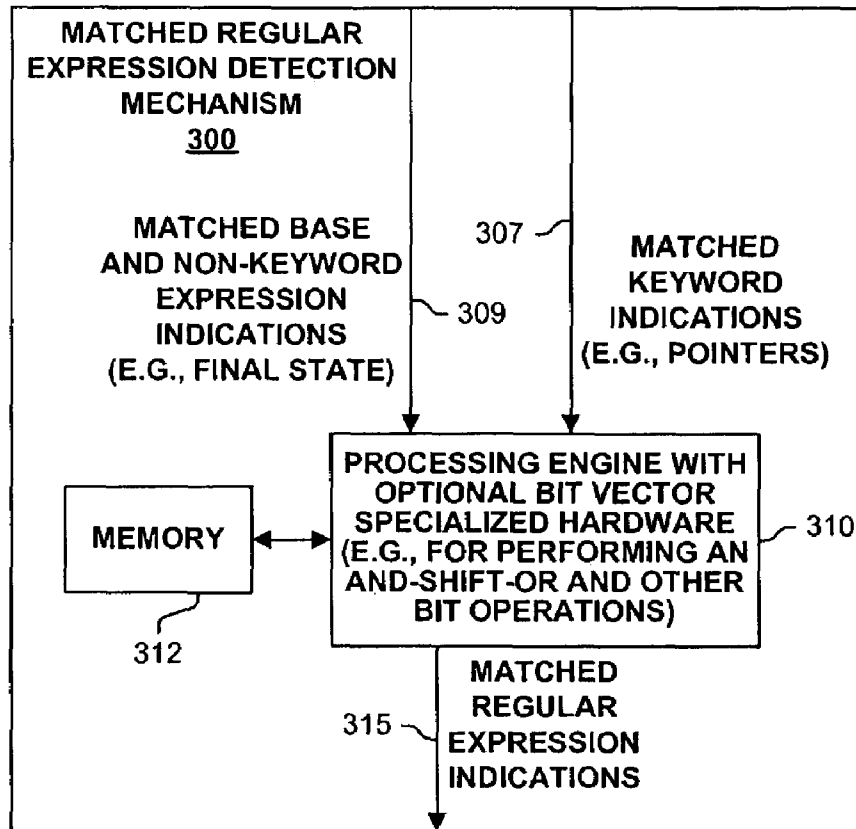 MATCHED REGULAR
EXPRESSION DETECTION
MECHANISM
300
MATCHED BASE
AND NON-KEYWORD
EXPRESSION
INDICATIONS
(E.G., FINAL STATE)
309
307
MATCHED
KEYWORD
INDICATIONS
(E.G., POINTERS)
PROCESSING ENGINE WITH
OPTIONAL BIT VECTOR
SPECIALIZED HARDWARE
(E.G., FOR PERFORMING AN
AND-SHIFT-OR AND OTHER
BIT OPERATIONS)
310
MEMORY
312
315
MATCHED
REGULAR
EXPRESSION
INDICATIONS